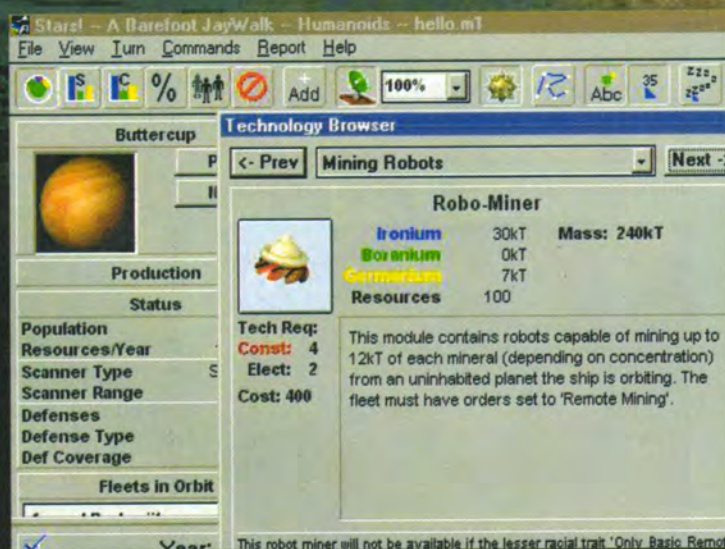 Stars! -- A Barefoot JayWalk -- Humanoids -- hello.m1
File View Turn Commands Report Help
S C % Add 100% Abc 35 Zzzz
Buttercup
Technology Browser
<- Prev Mining Robots Next -
Robo-Miner
Ironium 30kT Mass: 240kT
Boranium 0kT
Germanium 7kT
Resources 100
Production
Status
Population
Resources/Year
Scanner Type S
Scanner Range
Defenses
Defense Type
Def Coverage
Fleets in Orbit
Year:
Tech Req:
Const: 4
Elect: 2
Cost: 400
This module contains robots capable of mining up to
12kT of each mineral (depending on concentration)
from an uninhabited planet the ship is orbiting. The
fleet must have orders set to 'Remote Mining'.
This robot miner will not be available if the lesser racial trait 'Only Basic Remot